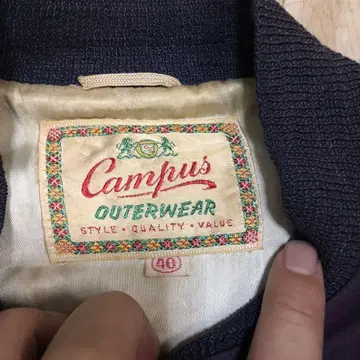 Campus
OUTERWEAR
STYLE · QUALITY · VALUE
40